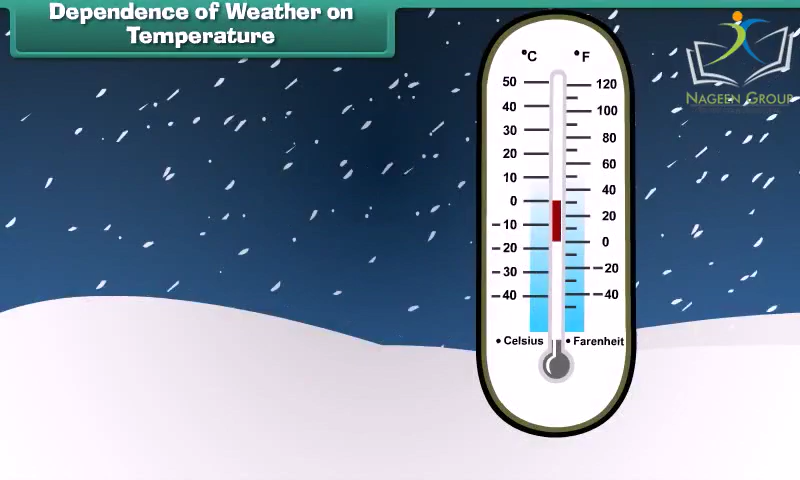 Dependence of Weather on
Temperature
NAGEEN GROUP
°C °F
50 120
40 100
30 80
20 60
10 40
0 20
-10 0
-20 -20
-30 -40
-40
• Celsius • Farenheit